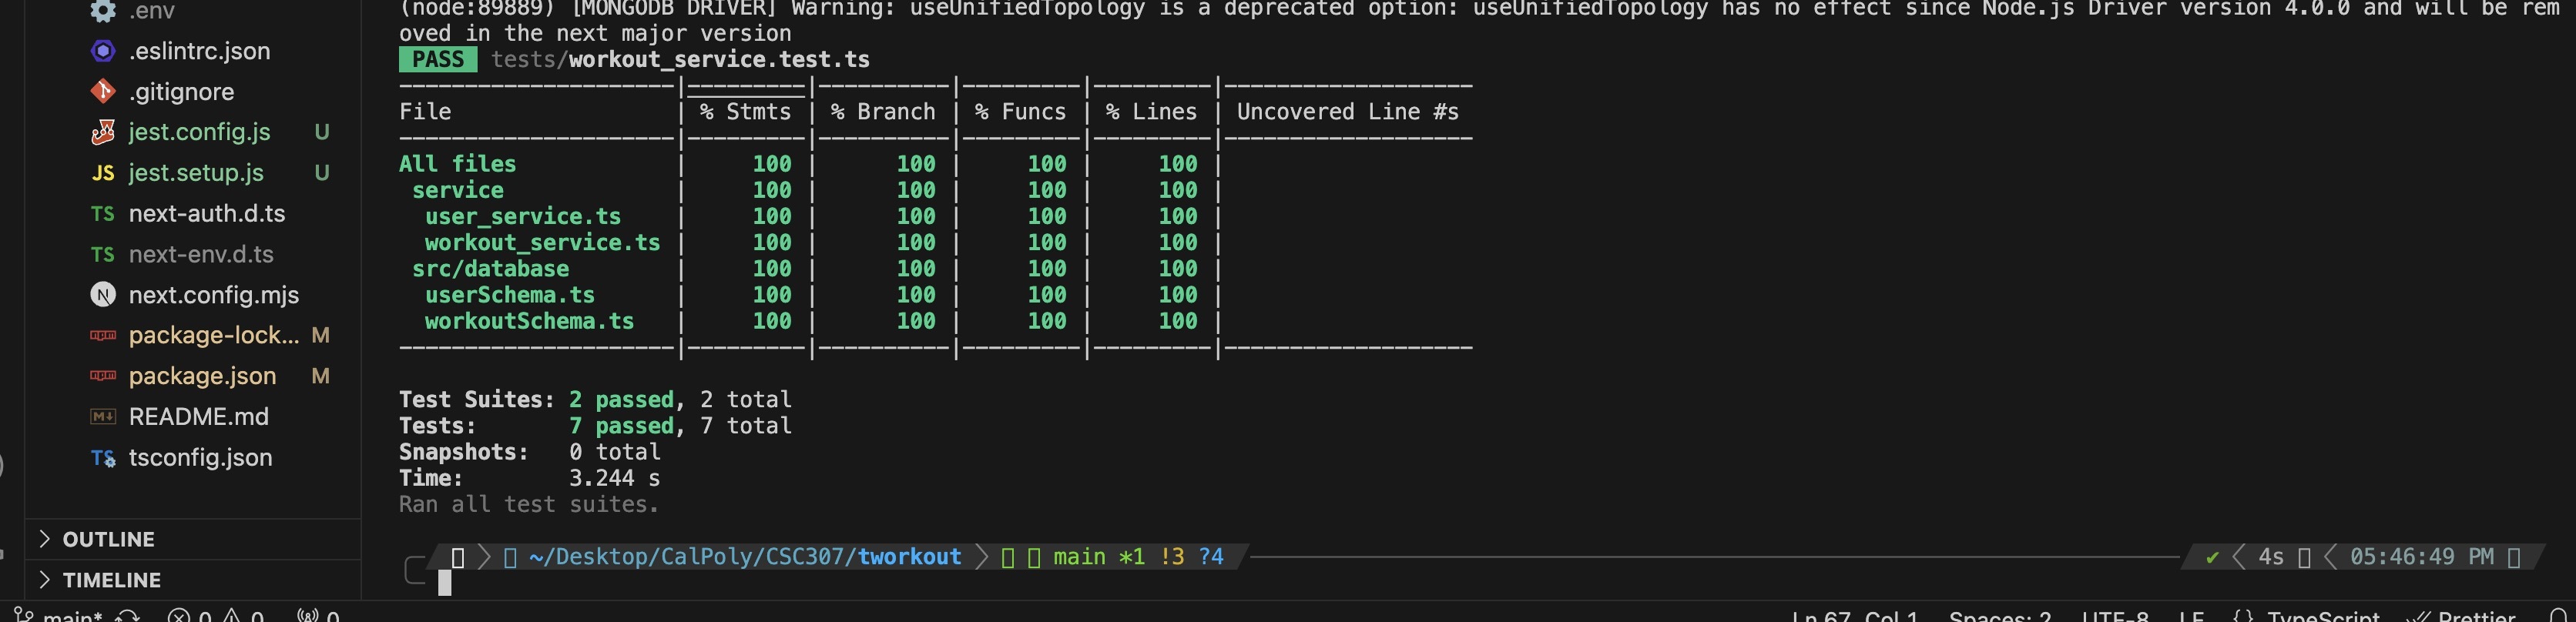 .env
.eslintrc.json
.gitignore
jest.config.js U
JS jest.setup.js U
TS next-auth.d.ts
TS next-env.d.ts
N next.config.mjs
package-lock... M
package.json M
README.md
TS tsconfig.json
OUTLINE
TIMELINE
(node:89889) [MONGODB DRIVER] Warning: useUnifiedTopology is a deprecated option: useUnifiedTopology has no effect since Node.js Driver version 4.0.0 and will be rem
oved in the next major version
PASS tests/workout_service.test.ts
File | % Stmts | % Branch | % Funcs | % Lines | Uncovered Line #s
All files | 100 | 100 | 100 | 100 |
service | 100 | 100 | 100 | 100 |
user_service.ts | 100 | 100 | 100 | 100 |
workout_service.ts | 100 | 100 | 100 | 100 |
src/database | 100 | 100 | 100 | 100 |
userSchema.ts | 100 | 100 | 100 | 100 |
workoutSchema.ts | 100 | 100 | 100 | 100 |
Test Suites: 2 passed, 2 total
Tests: 7 passed, 7 total
Snapshots: 0 total
Time: 3.244 s
Ran all test suites.
~/Desktop/CalPoly/CSC307/tworkout main *1 !3 ?4 ✔ 4s 05:46:49 PM
main* 0 0 0 Ln 67, Col 1 Spaces: 2 UTF-8 LF {} TypeScript Prettier